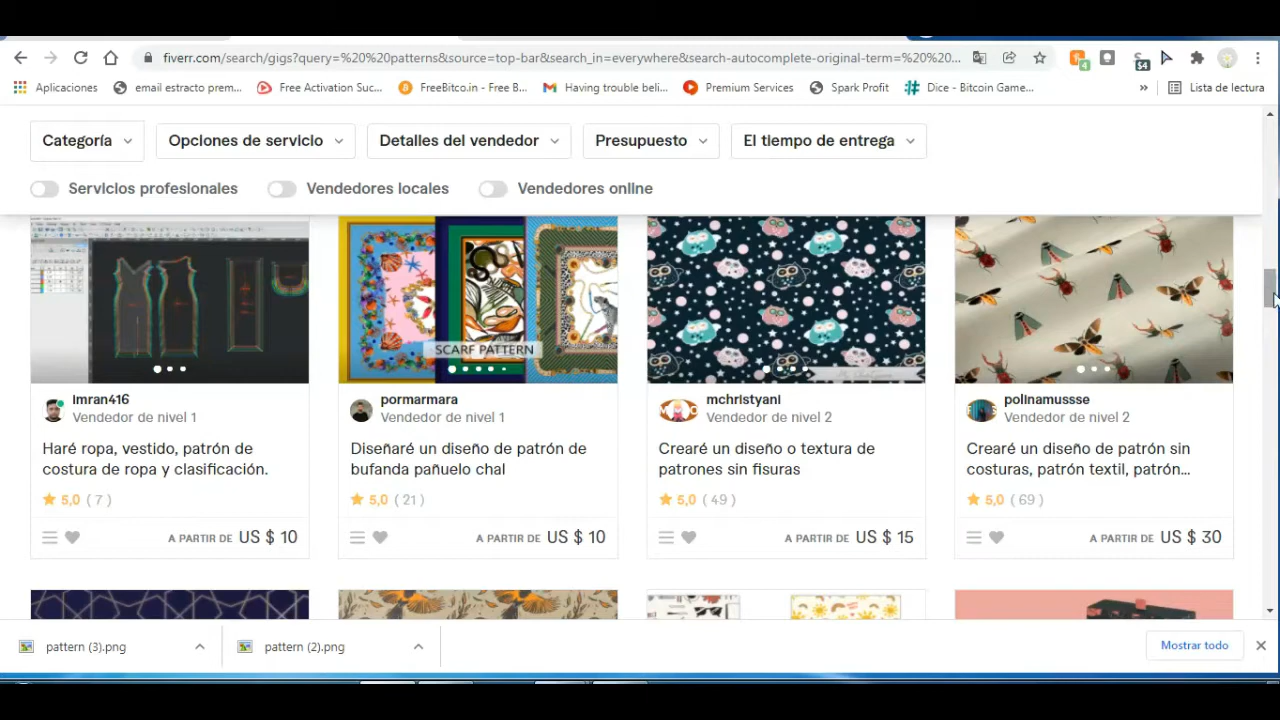 fiverr.com/search/gigs?query=%20%20patterns&source=top-bar&search_in=everywhere&search-autocomplete-original-term=%20%20...
4
$4
Aplicaciones
email estracto prem...
Free Activation Suc...
FreeBitco.in - Free B...
Having trouble beli...
Premium Services
Spark Profit
Dice - Bitcoin Game...
»
Lista de lectura
Categoría
Opciones de servicio
Detalles del vendedor
Presupuesto
El tiempo de entrega
Servicios profesionales
Vendedores locales
Vendedores online
SCARF PATTERN
imran416
Vendedor de nivel 1
Haré ropa, vestido, patrón de
costura de ropa y clasificación.
5,0 ( 7 )
A PARTIR DE US $ 10
pormarmara
Vendedor de nivel 1
Diseñaré un diseño de patrón de
bufanda pañuelo chal
5,0 ( 21 )
A PARTIR DE US $ 10
mchristyani
Vendedor de nivel 2
Crearé un diseño o textura de
patrones sin fisuras
5,0 ( 49 )
A PARTIR DE US $ 15
polinamussse
Vendedor de nivel 2
Crearé un diseño de patrón sin
costuras, patrón textil, patrón...
5,0 ( 69 )
A PARTIR DE US $ 30
pattern (3).png
pattern (2).png
Mostrar todo